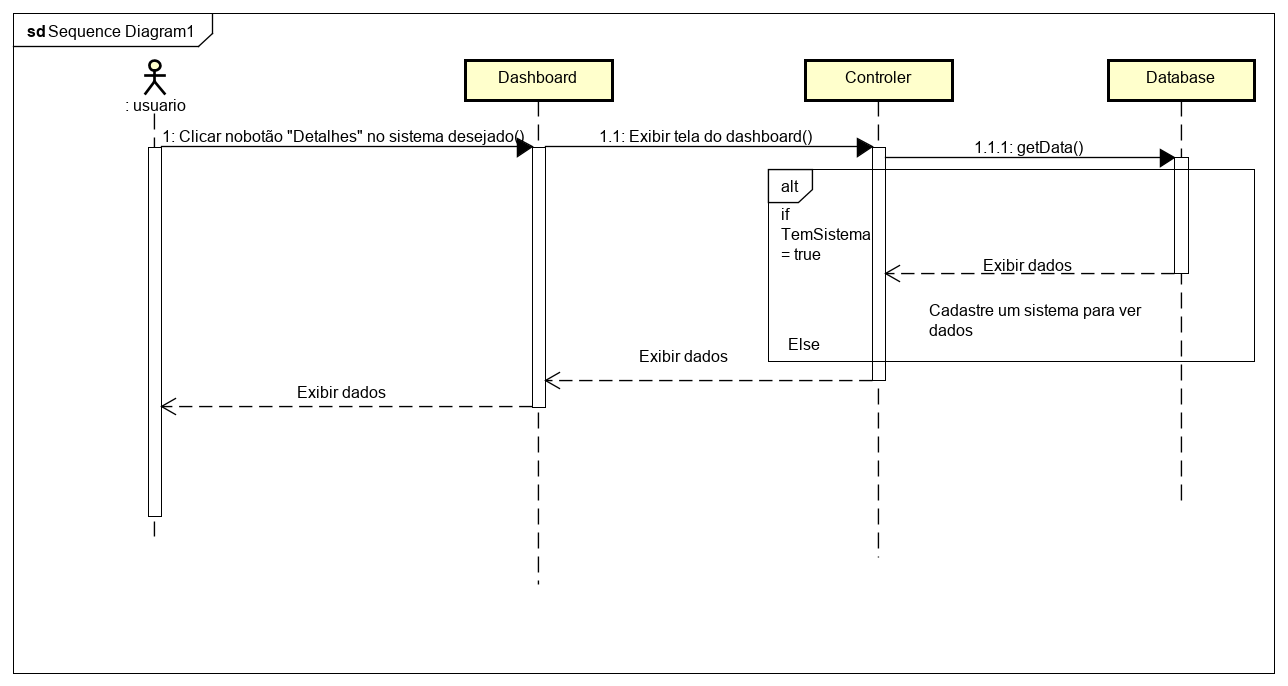 sd Sequence Diagram1
: usuario
Dashboard
Controler
Database
1: Clicar nobotão "Detalhes" no sistema desejado()
1.1: Exibir tela do dashboard()
1.1.1: getData()
alt
if
TemSistema
= true
Exibir dados
Cadastre um sistema para ver
dados
Else
Exibir dados
Exibir dados